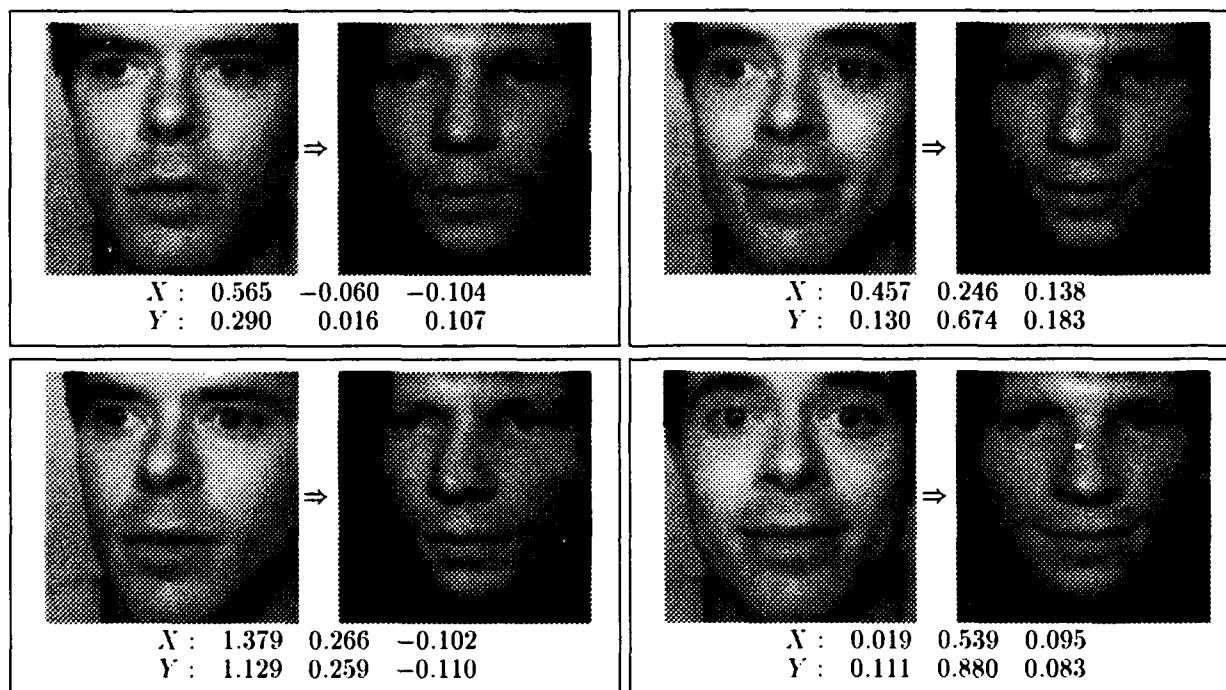 ⇒
X : 0.565 −0.060 −0.104
Y : 0.290 0.016 0.107
⇒
X : 0.457 0.246 0.138
Y : 0.130 0.674 0.183
⇒
X : 1.379 0.266 −0.102
Y : 1.129 0.259 −0.110
⇒
X : 0.019 0.539 0.095
Y : 0.111 0.880 0.083